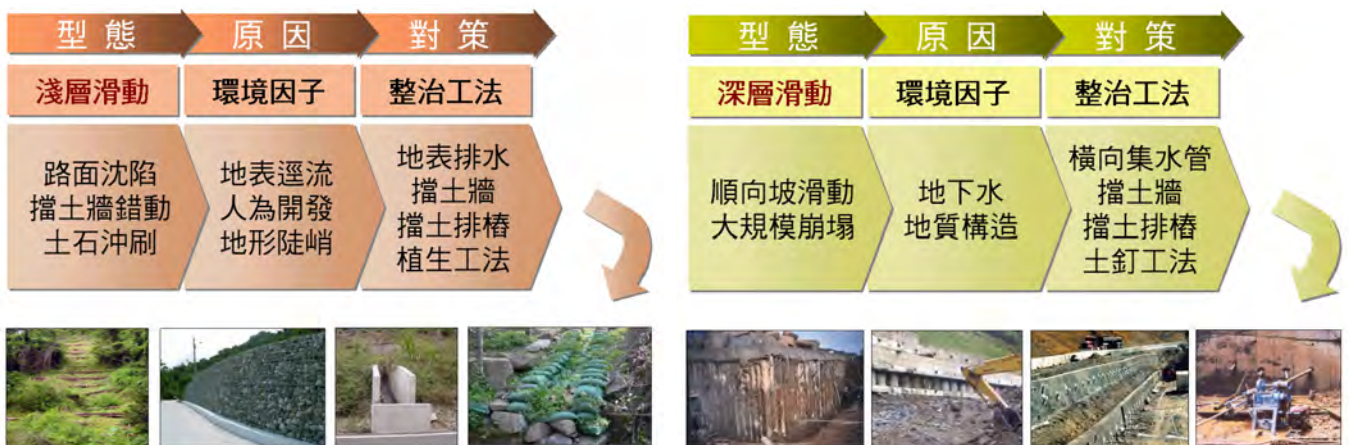 型態
原因
對策
淺層滑動
環境因子
整治工法
路面沈陷
擋土牆錯動
土石沖刷
地表逕流
人為開發
地形陡峭
地表排水
擋土牆
擋土排樁
植生工法
型態
原因
對策
深層滑動
環境因子
整治工法
順向坡滑動
大規模崩塌
地下水
地質構造
橫向集水管
擋土牆
擋土排樁
土釘工法